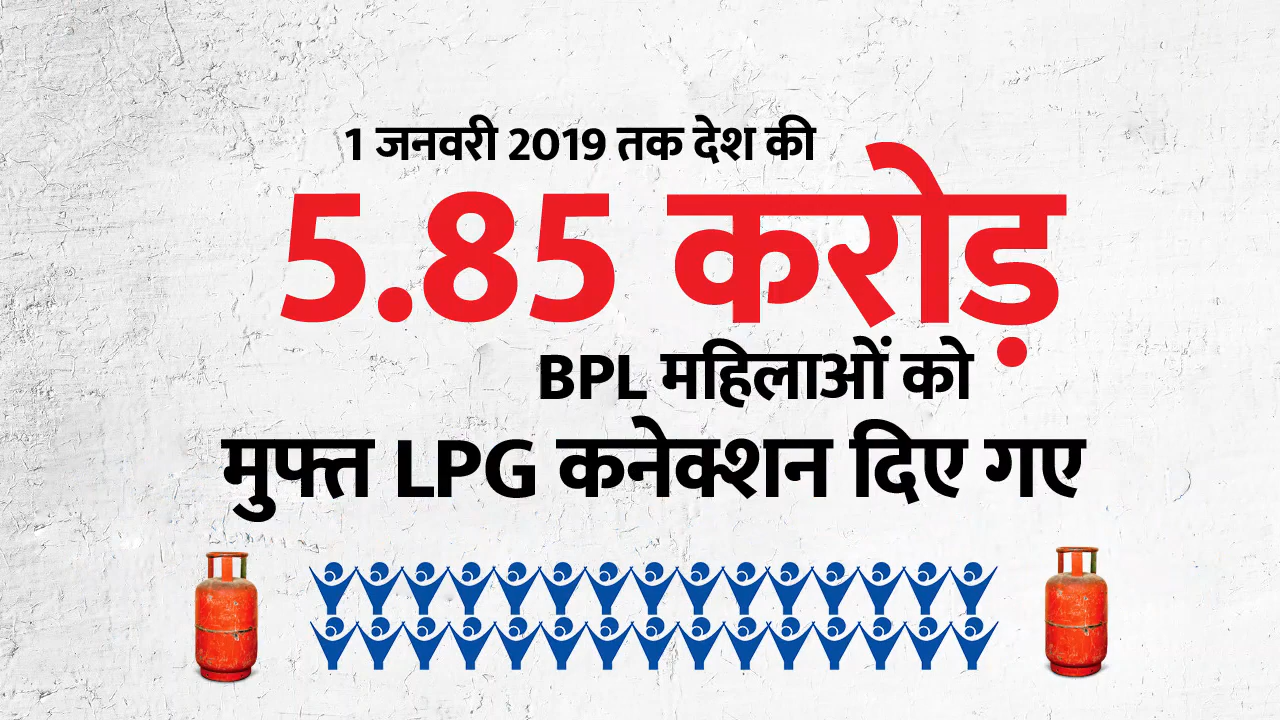 1 जनवरी 2019 तक देश की
5.85 करोड़
BPL महिलाओं को
मुफ्त LPG कनेक्शन दिए गए